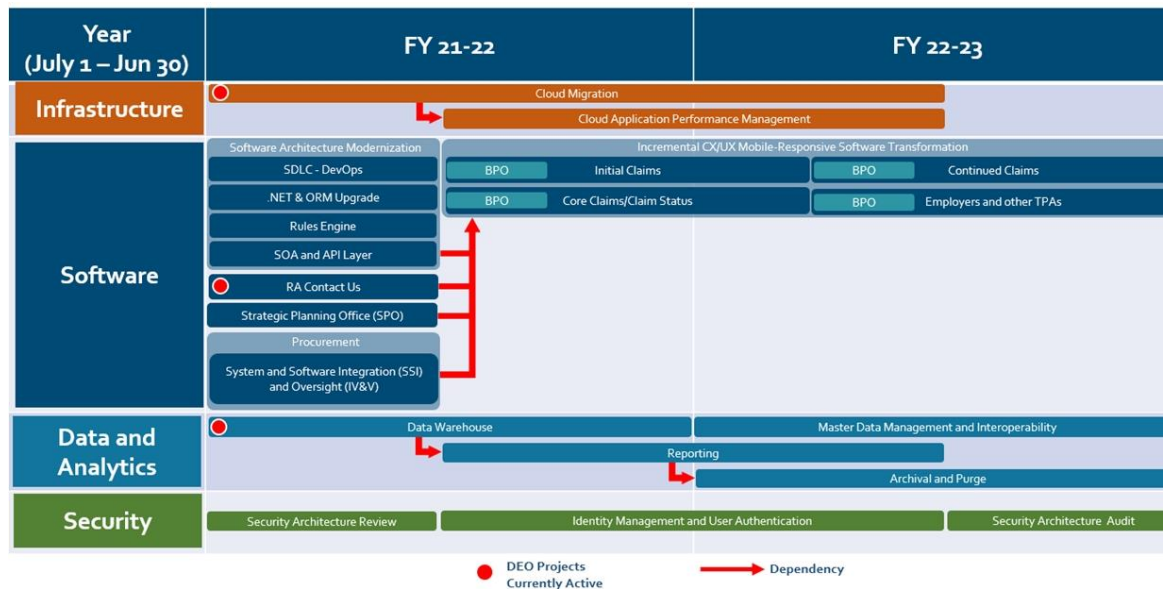 Year
(July 1 – Jun 30)
FY 21-22
FY 22-23
Infrastructure
Cloud Migration
Cloud Application Performance Management
Software
Software Architecture Modernization
SDLC - DevOps
.NET & ORM Upgrade
Rules Engine
SOA and API Layer
RA Contact Us
Strategic Planning Office (SPO)
Procurement
System and Software Integration (SSI)
and Oversight (IV&V)
Incremental CX/UX Mobile-Responsive Software Transformation
BPO
Initial Claims
BPO
Continued Claims
BPO
Core Claims/Claim Status
BPO
Employers and other TPAs
Data and
Analytics
Data Warehouse
Master Data Management and Interoperability
Reporting
Archival and Purge
Security
Security Architecture Review
Identity Management and User Authentication
Security Architecture Audit
DEO Projects
Currently Active
Dependency